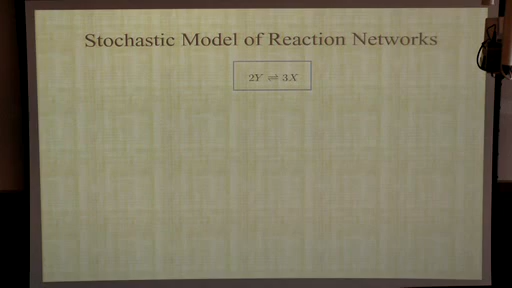 Stochastic Model of Reaction Networks
2Y ⇌ 3X